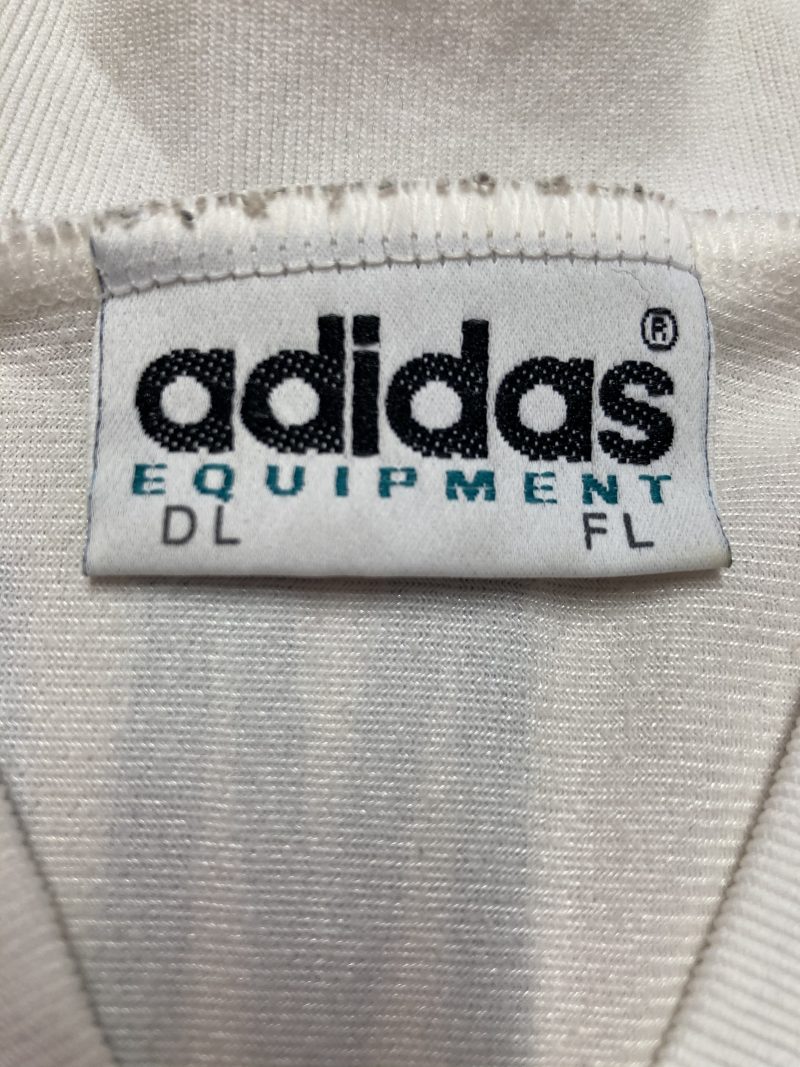 adidas®
EQUIPMENT
DL FL